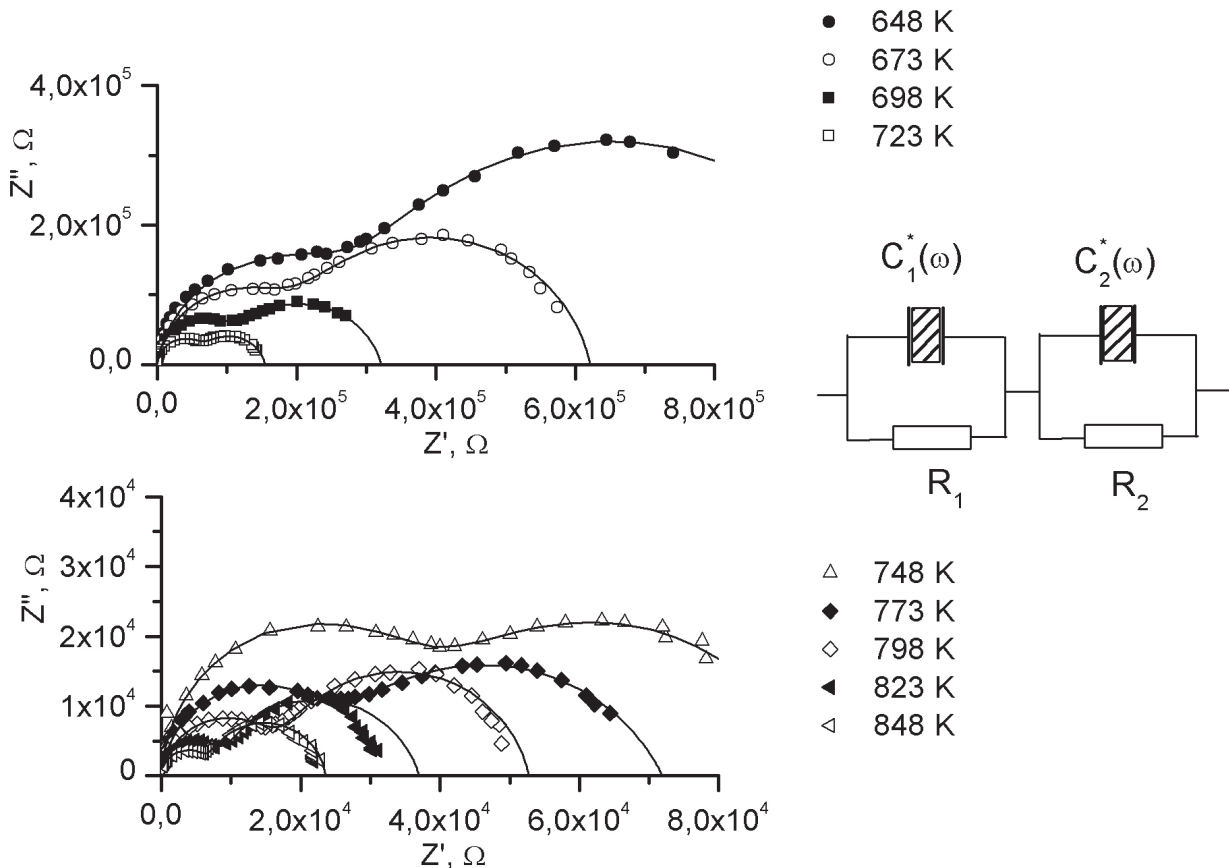 648 K
673 K
698 K
723 K
4,0x10⁵
2,0x10⁵
0,0
Z'', Ω
0,0 2,0x10⁵ 4,0x10⁵ 6,0x10⁵ 8,0x10⁵
Z', Ω
C₁*(ω) C₂*(ω)
R₁ R₂
4x10⁴
3x10⁴
2x10⁴
1x10⁴
0
Z'', Ω
0,0 2,0x10⁴ 4,0x10⁴ 6,0x10⁴ 8,0x10⁴
Z', Ω
748 K
773 K
798 K
823 K
848 K